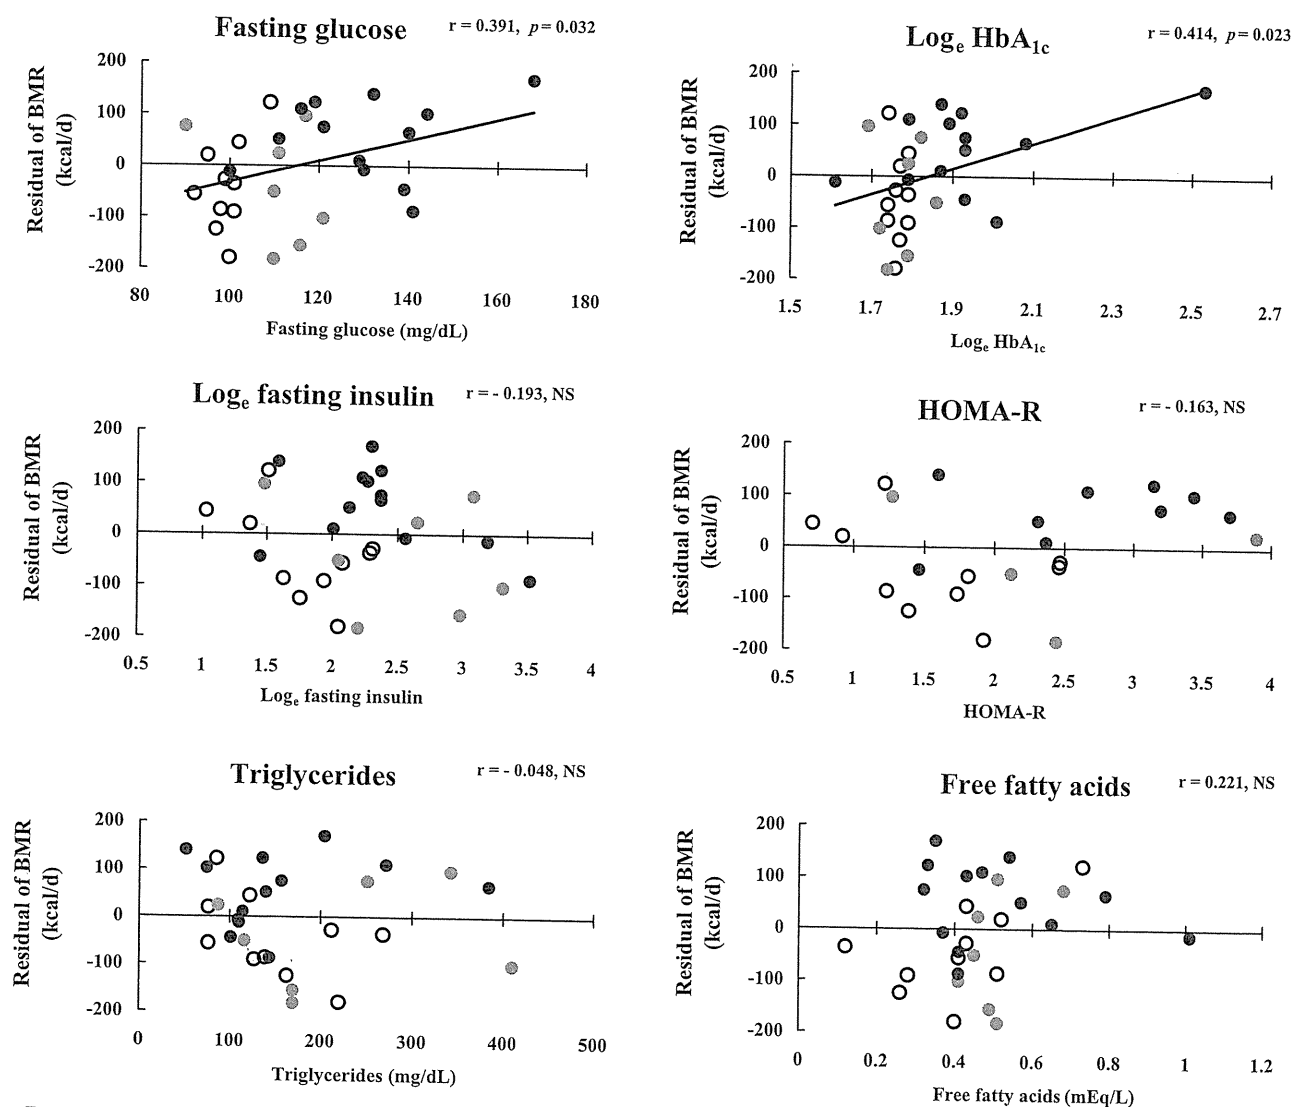 Fasting glucose
r = 0.391, p = 0.032
Residual of BMR
(kcal/d)
200
100
0
-100
-200
80 100 120 140 160 180
Fasting glucose (mg/dL)
Loge HbA1c
r = 0.414, p = 0.023
Residual of BMR
(kcal/d)
200
100
0
-100
-200
1.5 1.7 1.9 2.1 2.3 2.5 2.7
Loge HbA1c
Loge fasting insulin
r = - 0.193, NS
Residual of BMR
(kcal/d)
200
100
0
-100
-200
0.5 1 1.5 2 2.5 3 3.5 4
Loge fasting insulin
HOMA-R
r = - 0.163, NS
Residual of BMR
(kcal/d)
200
100
0
-100
-200
0.5 1 1.5 2 2.5 3 3.5 4
HOMA-R
Triglycerides
r = - 0.048, NS
Residual of BMR
(kcal/d)
200
100
0
-100
-200
0 100 200 300 400 500
Triglycerides (mg/dL)
Free fatty acids
r = 0.221, NS
Residual of BMR
(kcal/d)
200
100
0
-100
-200
0 0.2 0.4 0.6 0.8 1 1.2
Free fatty acids (mEq/L)